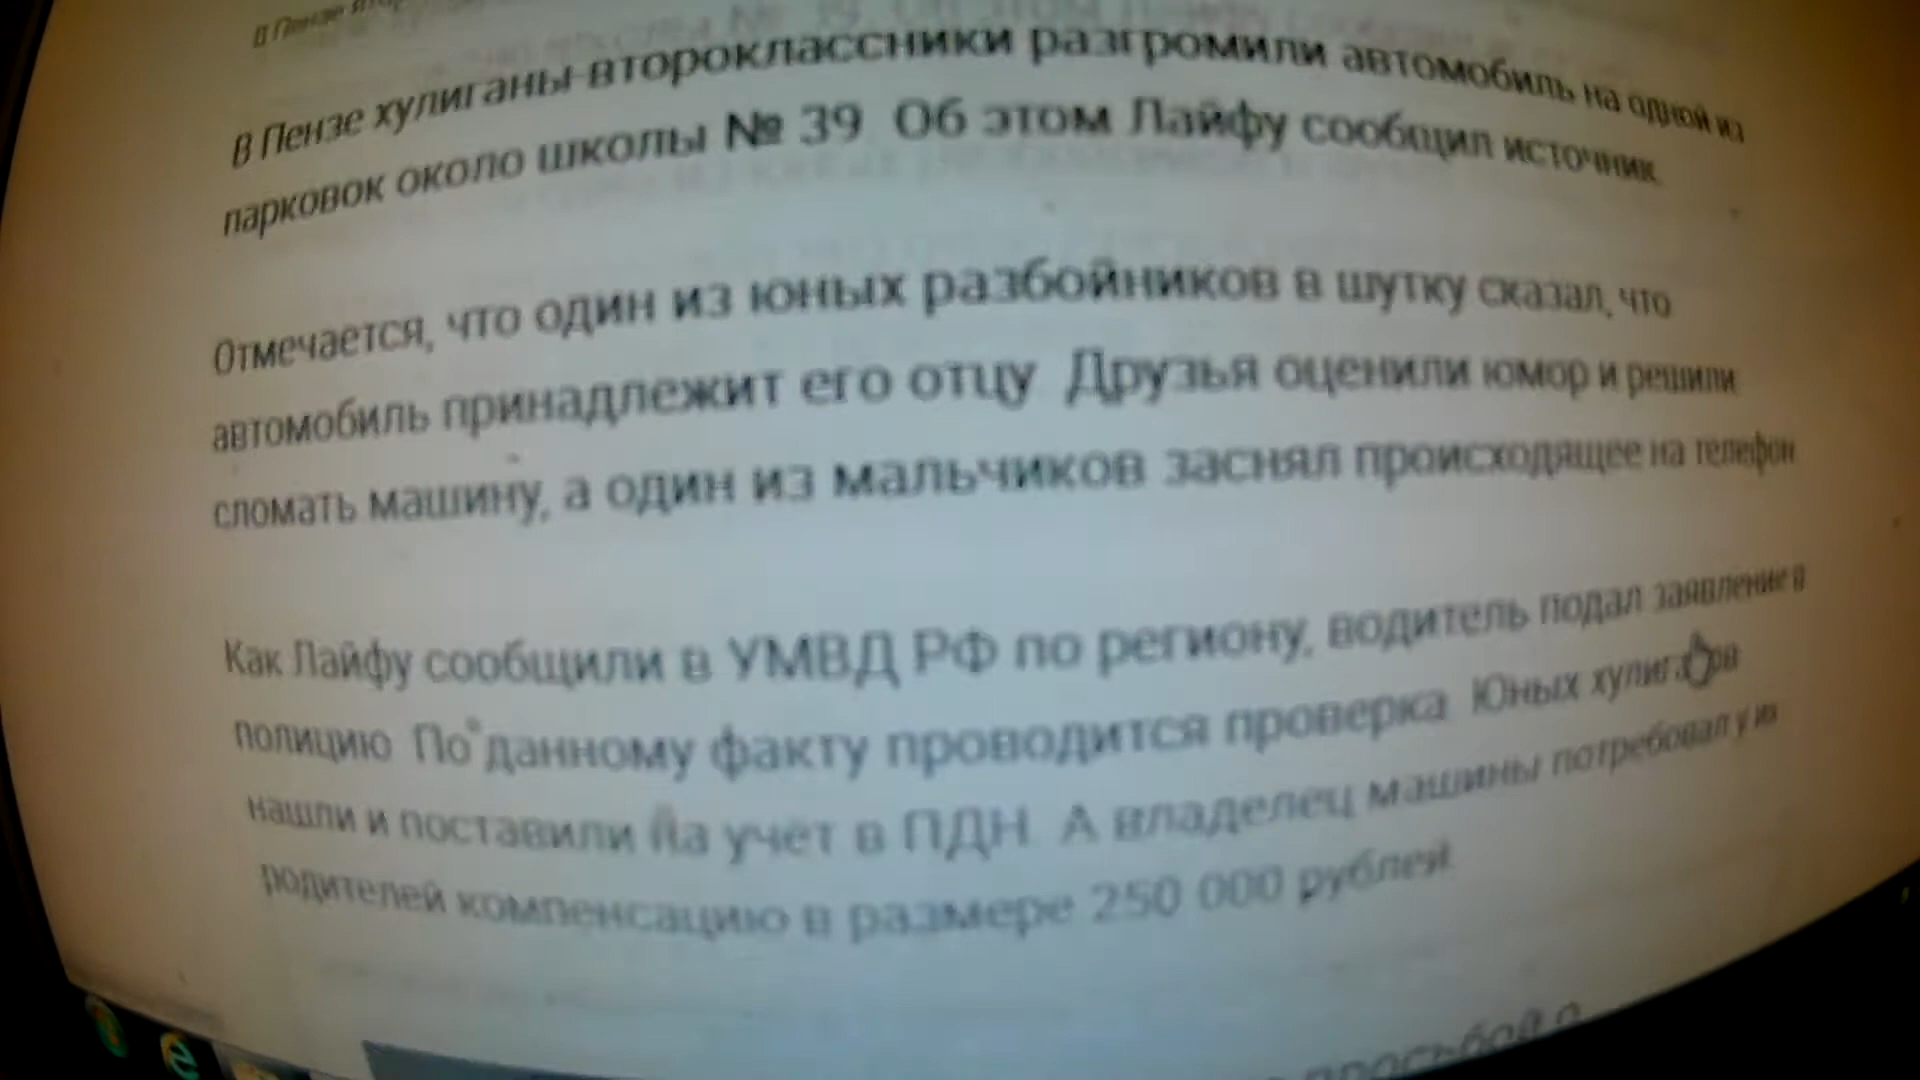 В Пензе
В Пензе хулиганы-второклассники разгромили автомобиль на одной из
парковок около школы № 39 Об этом Лайфу сообщил источник
Отмечается, что один из юных разбойников в шутку сказал, что
автомобиль принадлежит его отцу Друзья оценили юмор и решили
сломать машину, а один из мальчиков заснял происходящее на телефон
Как Лайфу сообщили в УМВД РФ по региону, водитель подал заявление в
полицию По данному факту проводится проверка Юных хулиганов
нашли и поставили на учёт в ПДН А владелец машины потребовал у их
родителей компенсацию в размере 250 000 рублей
просьбой о